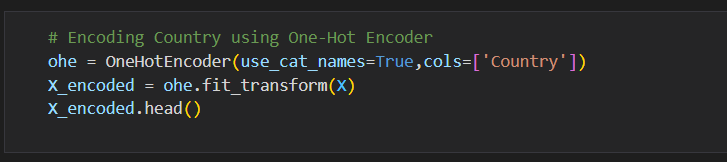 # Encoding Country using One-Hot Encoder
ohe = OneHotEncoder(use_cat_names=True,cols=['Country'])
X_encoded = ohe.fit_transform(X)
X_encoded.head()